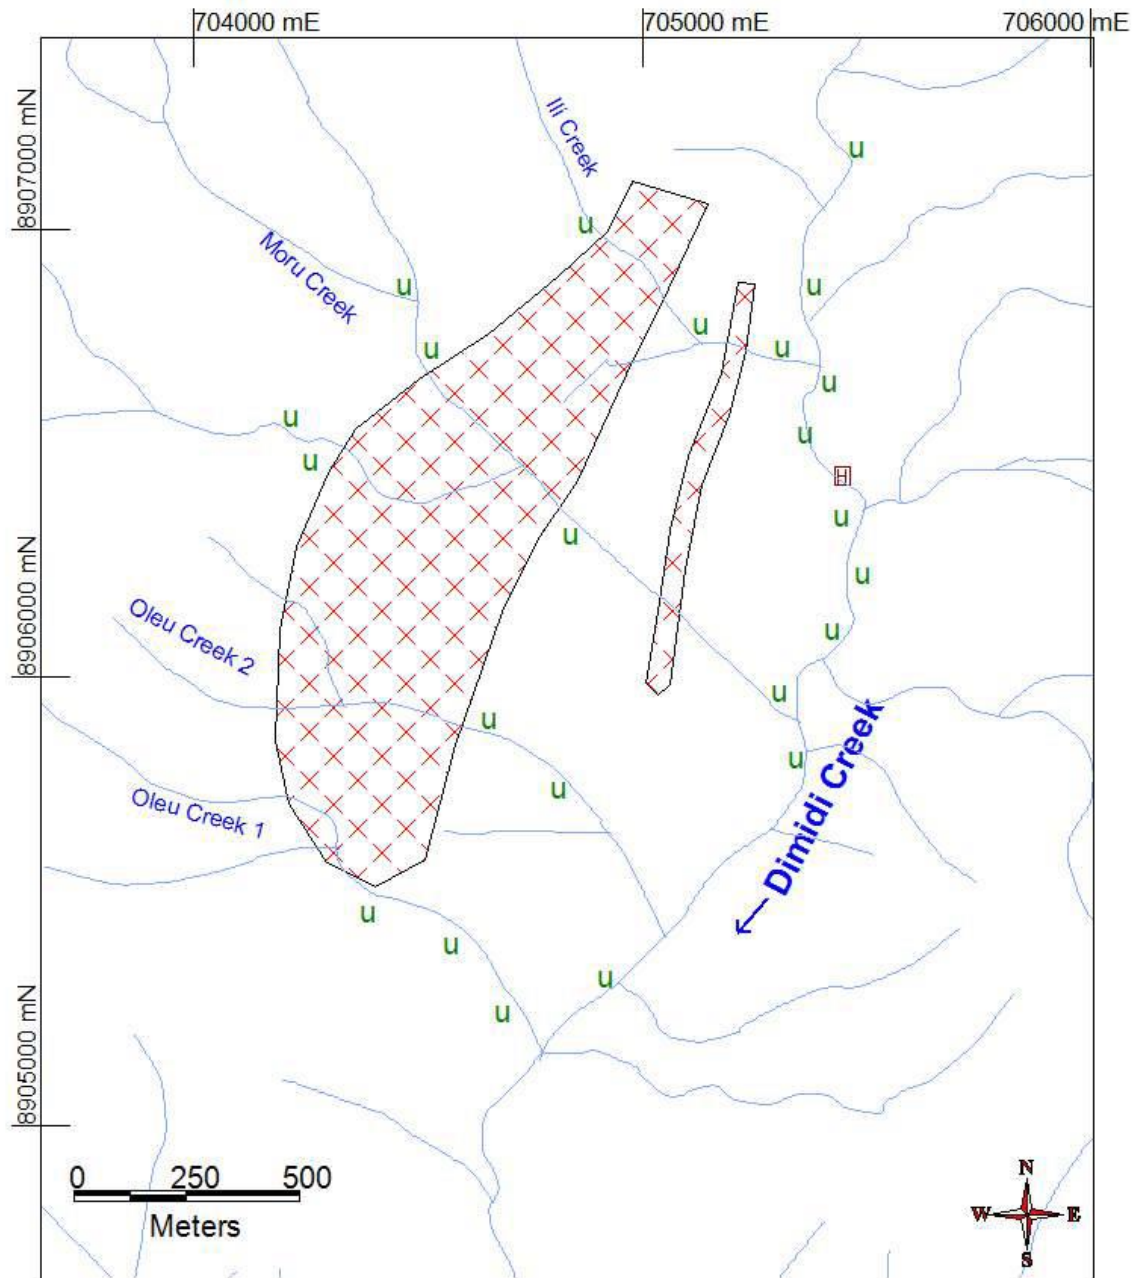 704000 mE
705000 mE
706000 mE
8907000 mN
8906000 mN
8905000 mN
Ili Creek
u
u
Moru Creek
u
u
u
u
u
u
u
u
u
u
H
u
u
u
u
Oleu Creek 2
u
u
u
u
u
Dimidi Creek
Oleu Creek 1
u
u
u
u
0 250 500
Meters
N
W E
S